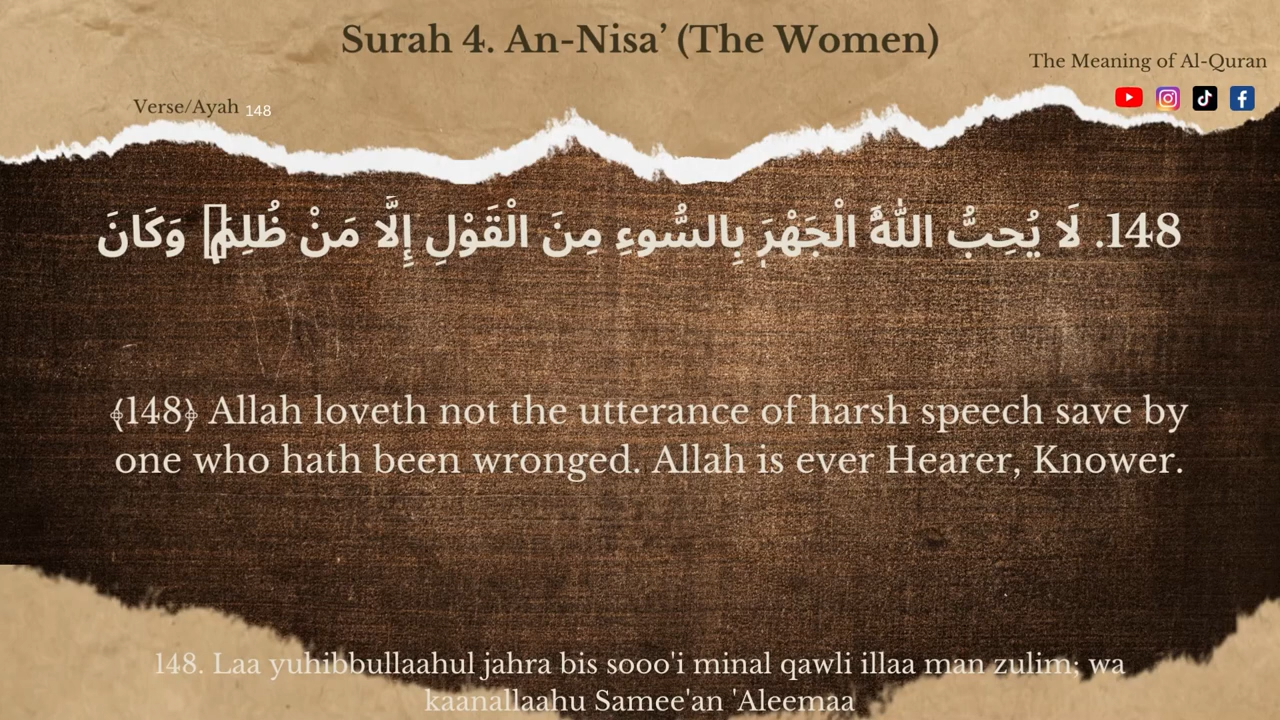 Surah 4. An-Nisa’ (The Women)
The Meaning of Al-Quran
Verse/Ayah 148
148. لَا يُحِبُّ اللَّهُ الْجَهْرَ بِالسُّوءِ مِنَ الْقَوْلِ إِلَّا مَنْ ظُلِمَ وَكَانَ
﴾148﴿ Allah loveth not the utterance of harsh speech save by
one who hath been wronged. Allah is ever Hearer, Knower.
148. Laa yuhibbullaahul jahra bis sooo'i minal qawli illaa man zulim; wa
kaanallaahu Samee'an 'Aleemaa